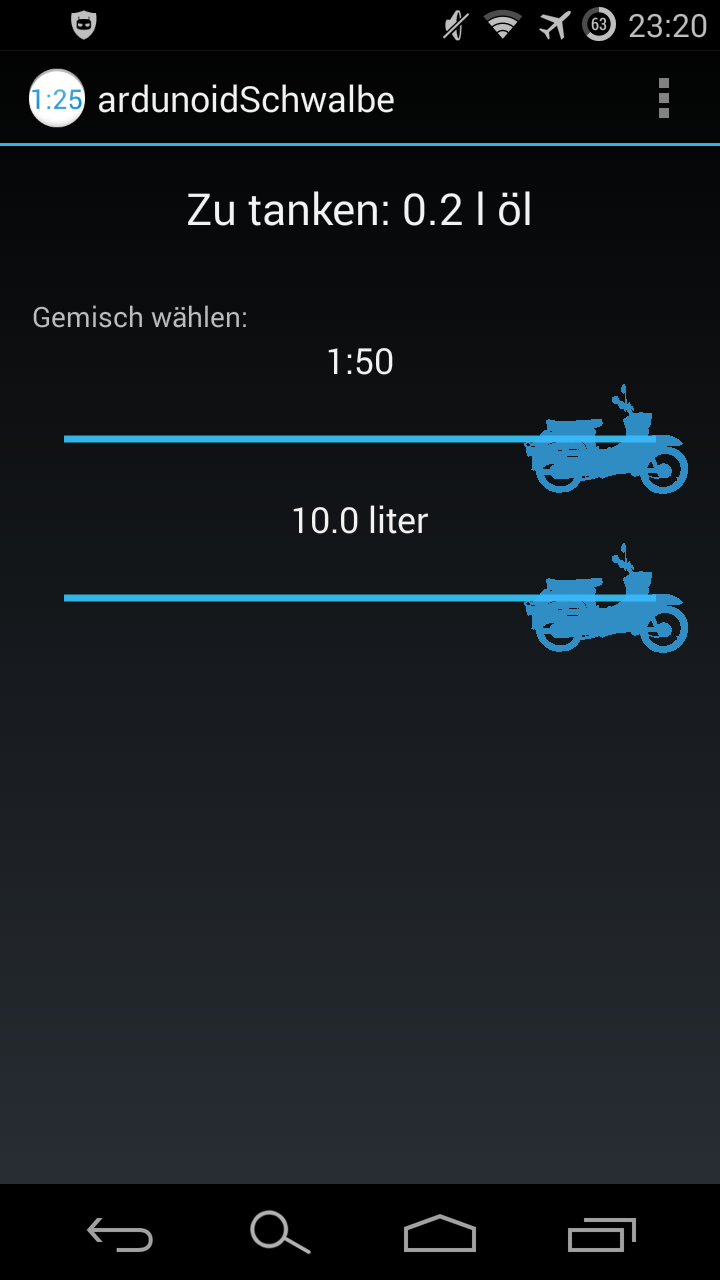 63 23:20
1:25 ardunoidSchwalbe
Zu tanken: 0.2 l öl
Gemisch wählen:
1:50
10.0 liter